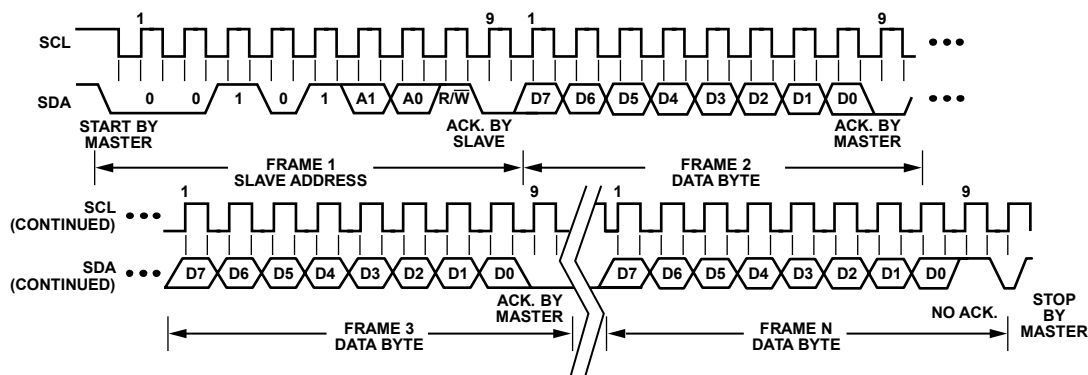 1 9 1 9
SCL
SDA 0 0 1 0 1 A1 A0 R/W̅ D7 D6 D5 D4 D3 D2 D1 D0
START BY MASTER
ACK. BY SLAVE
ACK. BY MASTER
FRAME 1
SLAVE ADDRESS
FRAME 2
DATA BYTE
1 9 1 9
SCL
(CONTINUED)
SDA
(CONTINUED)
D7 D6 D5 D4 D3 D2 D1 D0 D7 D6 D5 D4 D3 D2 D1 D0
ACK. BY
MASTER
NO ACK.
STOP
BY
MASTER
FRAME 3
DATA BYTE
FRAME N
DATA BYTE